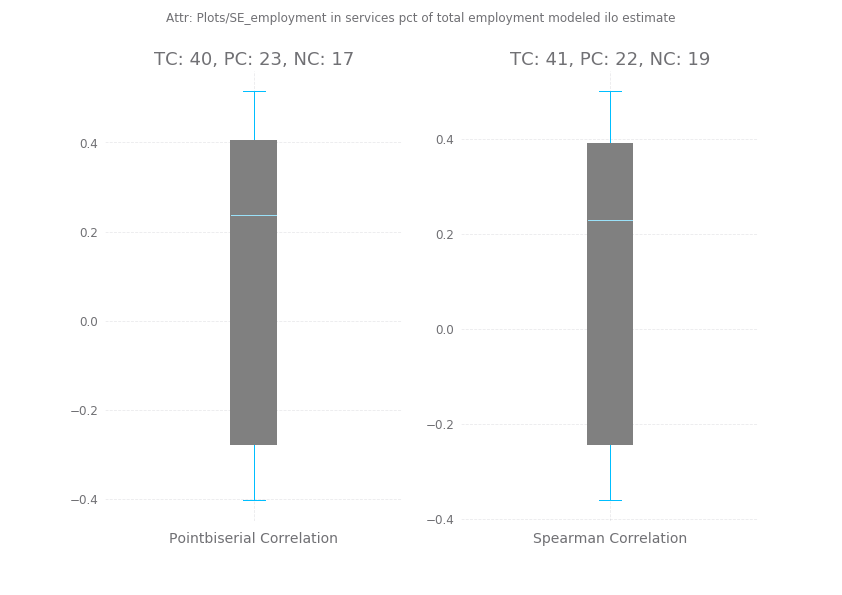 Attr: Plots/SE_employment in services pct of total employment modeled ilo estimate
TC: 40, PC: 23, NC: 17
0.4
0.2
0.0
−0.2
−0.4
Pointbiserial Correlation
TC: 41, PC: 22, NC: 19
0.4
0.2
0.0
−0.2
−0.4
Spearman Correlation